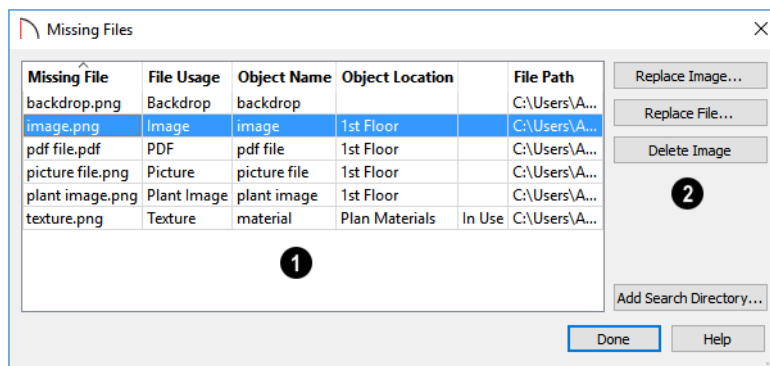 Missing Files
Missing File File Usage Object Name Object Location File Path
backdrop.png Backdrop backdrop C:\Users\A...
image.png Image image 1st Floor C:\Users\A...
pdf file.pdf PDF pdf file 1st Floor C:\Users\A...
picture file.png Picture picture file 1st Floor C:\Users\A...
plant image.png Plant Image plant image 1st Floor C:\Users\A...
texture.png Texture material Plan Materials In Use C:\Users\A...
1
Replace Image...
Replace File...
Delete Image
2
Add Search Directory...
Done Help